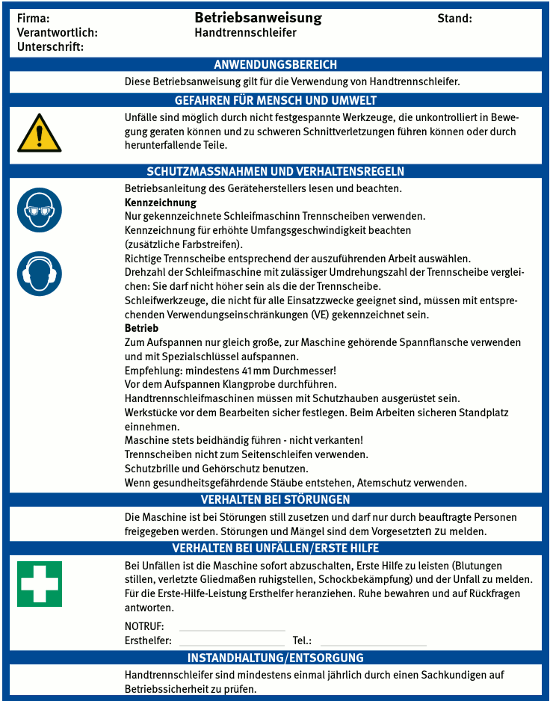 Firma: Betriebsanweisung Stand:
Verantwortlich: Handtrennschleifer
Unterschrift:
ANWENDUNGSBEREICH
Diese Betriebsanweisung gilt für die Verwendung von Handtrennschleifer.
GEFAHREN FÜR MENSCH UND UMWELT
Unfälle sind möglich durch nicht festgespannte Werkzeuge, die unkontrolliert in Bewe-
gung geraten können und zu schweren Schnittverletzungen führen können oder durch
herunterfallende Teile.
SCHUTZMASSNAHMEN UND VERHALTENSREGELN
Betriebsanleitung des Geräteherstellers lesen und beachten.
Kennzeichnung
Nur gekennzeichnete Schleifmaschinn Trennscheiben verwenden.
Kennzeichnung für erhöhte Umfangsgeschwindigkeit beachten
(zusätzliche Farbstreifen).
Richtige Trennscheibe entsprechend der auszuführenden Arbeit auswählen.
Drehzahl der Schleifmaschine mit zulässiger Umdrehungszahl der Trennscheibe verglei-
chen: Sie darf nicht höher sein als die der Trennscheibe.
Schleifwerkzeuge, die nicht für alle Einsatzzwecke geeignet sind, müssen mit entspre-
chenden Verwendungseinschränkungen (VE) gekennzeichnet sein.
Betrieb
Zum Aufspannen nur gleich große, zur Maschine gehörende Spannflansche verwenden
und mit Spezialschlüssel aufspannen.
Empfehlung: mindestens 41mm Durchmesser!
Vor dem Aufspannen Klangprobe durchführen.
Handtrennschleifmaschinen müssen mit Schutzhauben ausgerüstet sein.
Werkstücke vor dem Bearbeiten sicher festlegen. Beim Arbeiten sicheren Standplatz
einnehmen.
Maschine stets beidhändig führen - nicht verkanten!
Trennscheiben nicht zum Seitenschleifen verwenden.
Schutzbrille und Gehörschutz benutzen.
Wenn gesundheitsgefährdende Stäube entstehen, Atemschutz verwenden.
VERHALTEN BEI STÖRUNGEN
Die Maschine ist bei Störungen still zusetzen und darf nur durch beauftragte Personen
freigegeben werden. Störungen und Mängel sind dem Vorgesetzten zu melden.
VERHALTEN BEI UNFÄLLEN/ERSTE HILFE
Bei Unfällen ist die Maschine sofort abzuschalten, Erste Hilfe zu leisten (Blutungen
stillen, verletzte Gliedmaßen ruhigstellen, Schockbekämpfung) und der Unfall zu melden.
Für die Erste-Hilfe-Leistung Ersthelfer heranziehen. Ruhe bewahren und auf Rückfragen
antworten.
NOTRUF:
Ersthelfer: Tel.:
INSTANDHALTUNG/ENTSORGUNG
Handtrennschleifer sind mindestens einmal jährlich durch einen Sachkundigen auf
Betriebssicherheit zu prüfen.